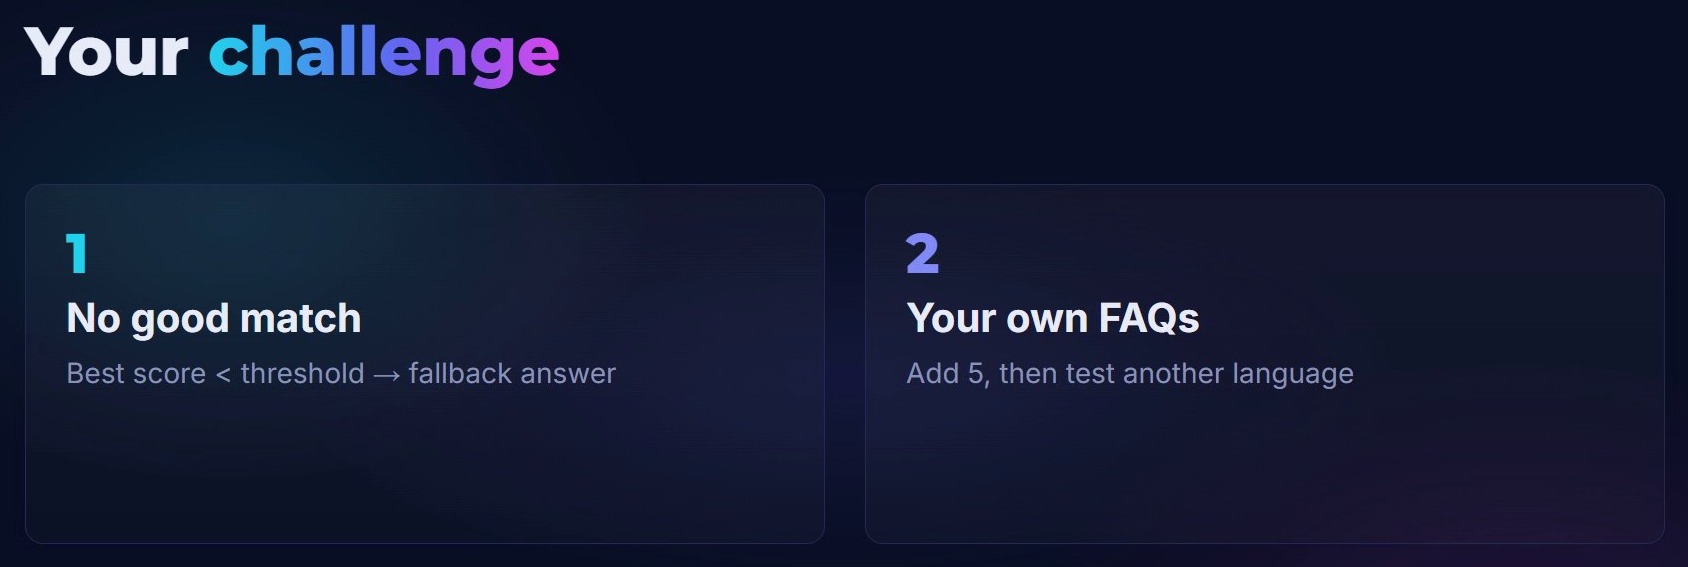 Your challenge
1
No good match
Best score < threshold → fallback answer
2
Your own FAQs
Add 5, then test another language